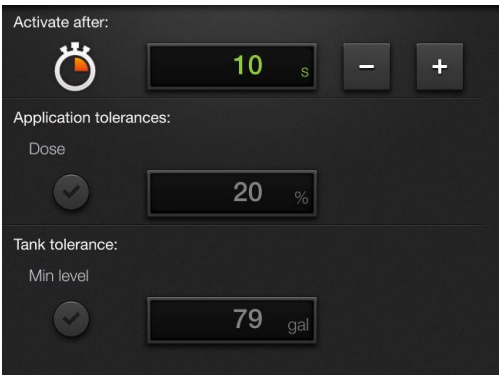 Activate after:
10 s - +
Application tolerances:
Dose
20 %
Tank tolerance:
Min level
79 gal